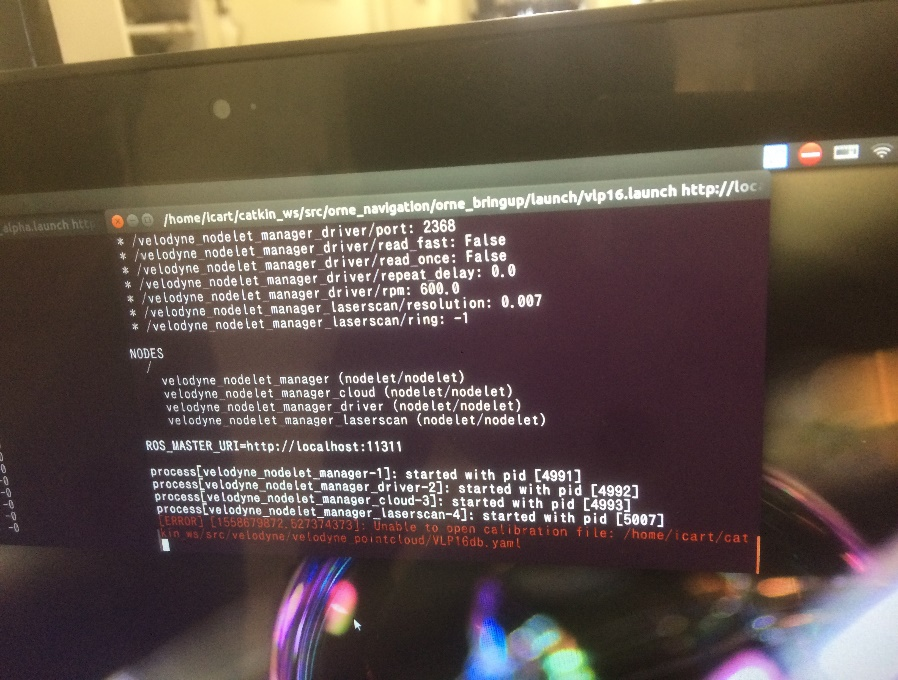 _alpha.launch htt
/home/icart/catkin_ws/src/orne_navigation/orne_bringup/launch/vlp16.launch http://loc
* /velodyne_nodelet_manager_driver/port: 2368
* /velodyne_nodelet_manager_driver/read_fast: False
* /velodyne_nodelet_manager_driver/read_once: False
* /velodyne_nodelet_manager_driver/repeat_delay: 0.0
* /velodyne_nodelet_manager_driver/rpm: 600.0
* /velodyne_nodelet_manager_laserscan/resolution: 0.007
* /velodyne_nodelet_manager_laserscan/ring: -1
NODES
/
velodyne_nodelet_manager (nodelet/nodelet)
velodyne_nodelet_manager_cloud (nodelet/nodelet)
velodyne_nodelet_manager_driver (nodelet/nodelet)
velodyne_nodelet_manager_laserscan (nodelet/nodelet)
ROS_MASTER_URI=http://localhost:11311
process[velodyne_nodelet_manager-1]: started with pid [4991]
process[velodyne_nodelet_manager_driver-2]: started with pid [4992]
process[velodyne_nodelet_manager_cloud-3]: started with pid [4993]
process[velodyne_nodelet_manager_laserscan-4]: started with pid [5007]
[ERROR] [1558679872.527374373]: Unable to open calibration file: /home/icart/cat
kin_ws/src/velodyne/velodyne_pointcloud/VLP16db.yaml
-0
-0
-0
-0